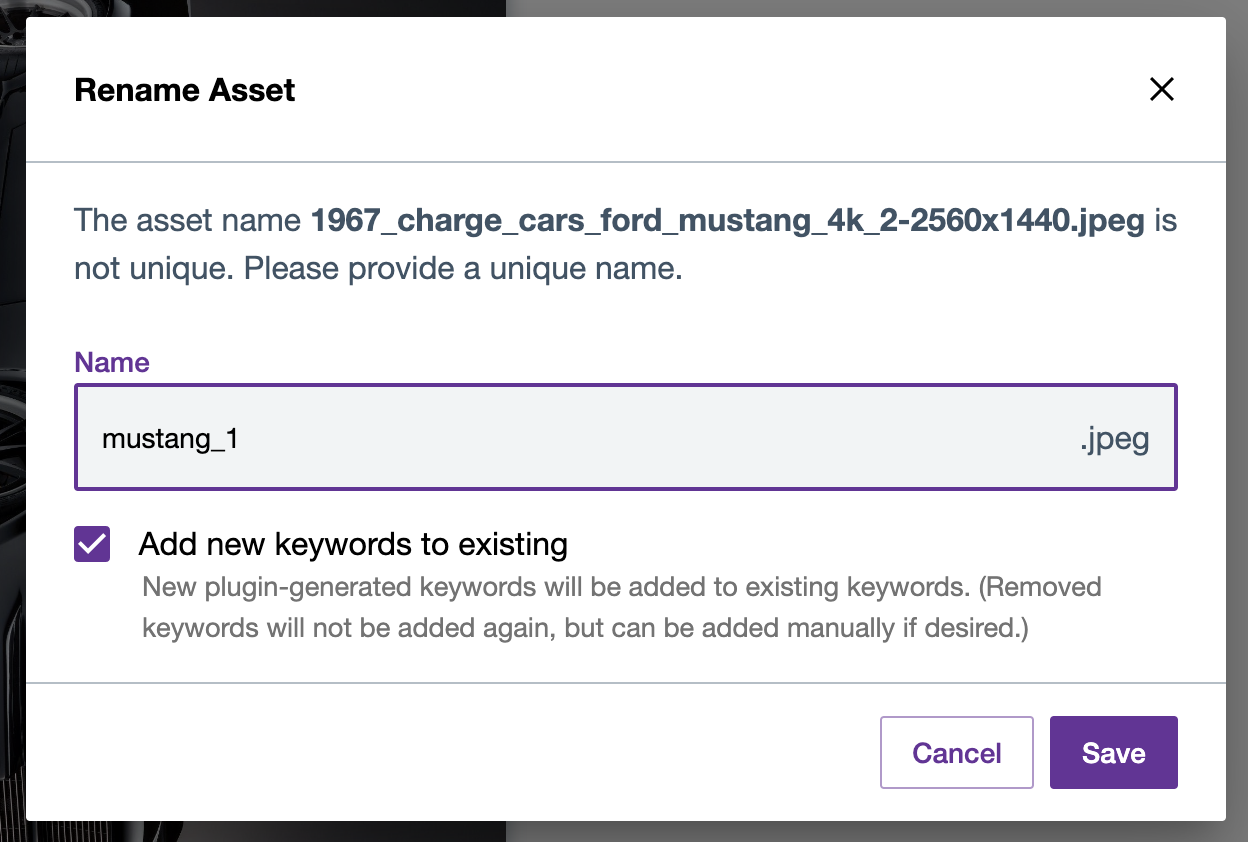 Rename Asset
The asset name 1967_charge_cars_ford_mustang_4k_2-2560x1440.jpeg is
not unique. Please provide a unique name.
Name
mustang_1 .jpeg
Add new keywords to existing
New plugin-generated keywords will be added to existing keywords. (Removed
keywords will not be added again, but can be added manually if desired.)
Cancel Save